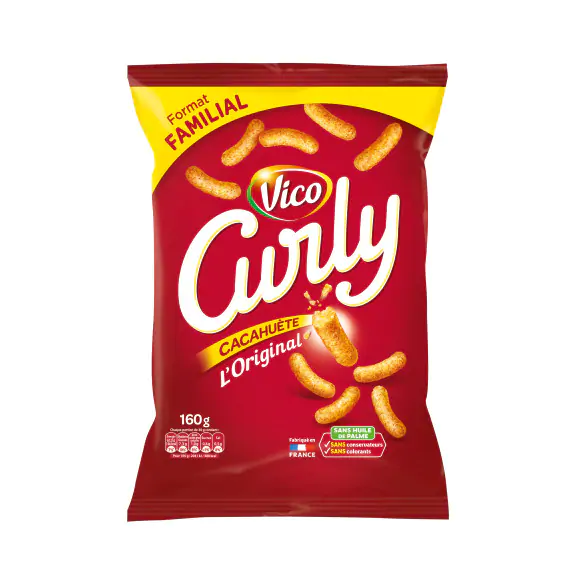 Format
FAMILIAL
Vico
Curly
CACAHUÈTE
L'Original
160g
SANS HUILE
DE PALME
Fabriqué en
FRANCE
SANS conservateurs
SANS colorants